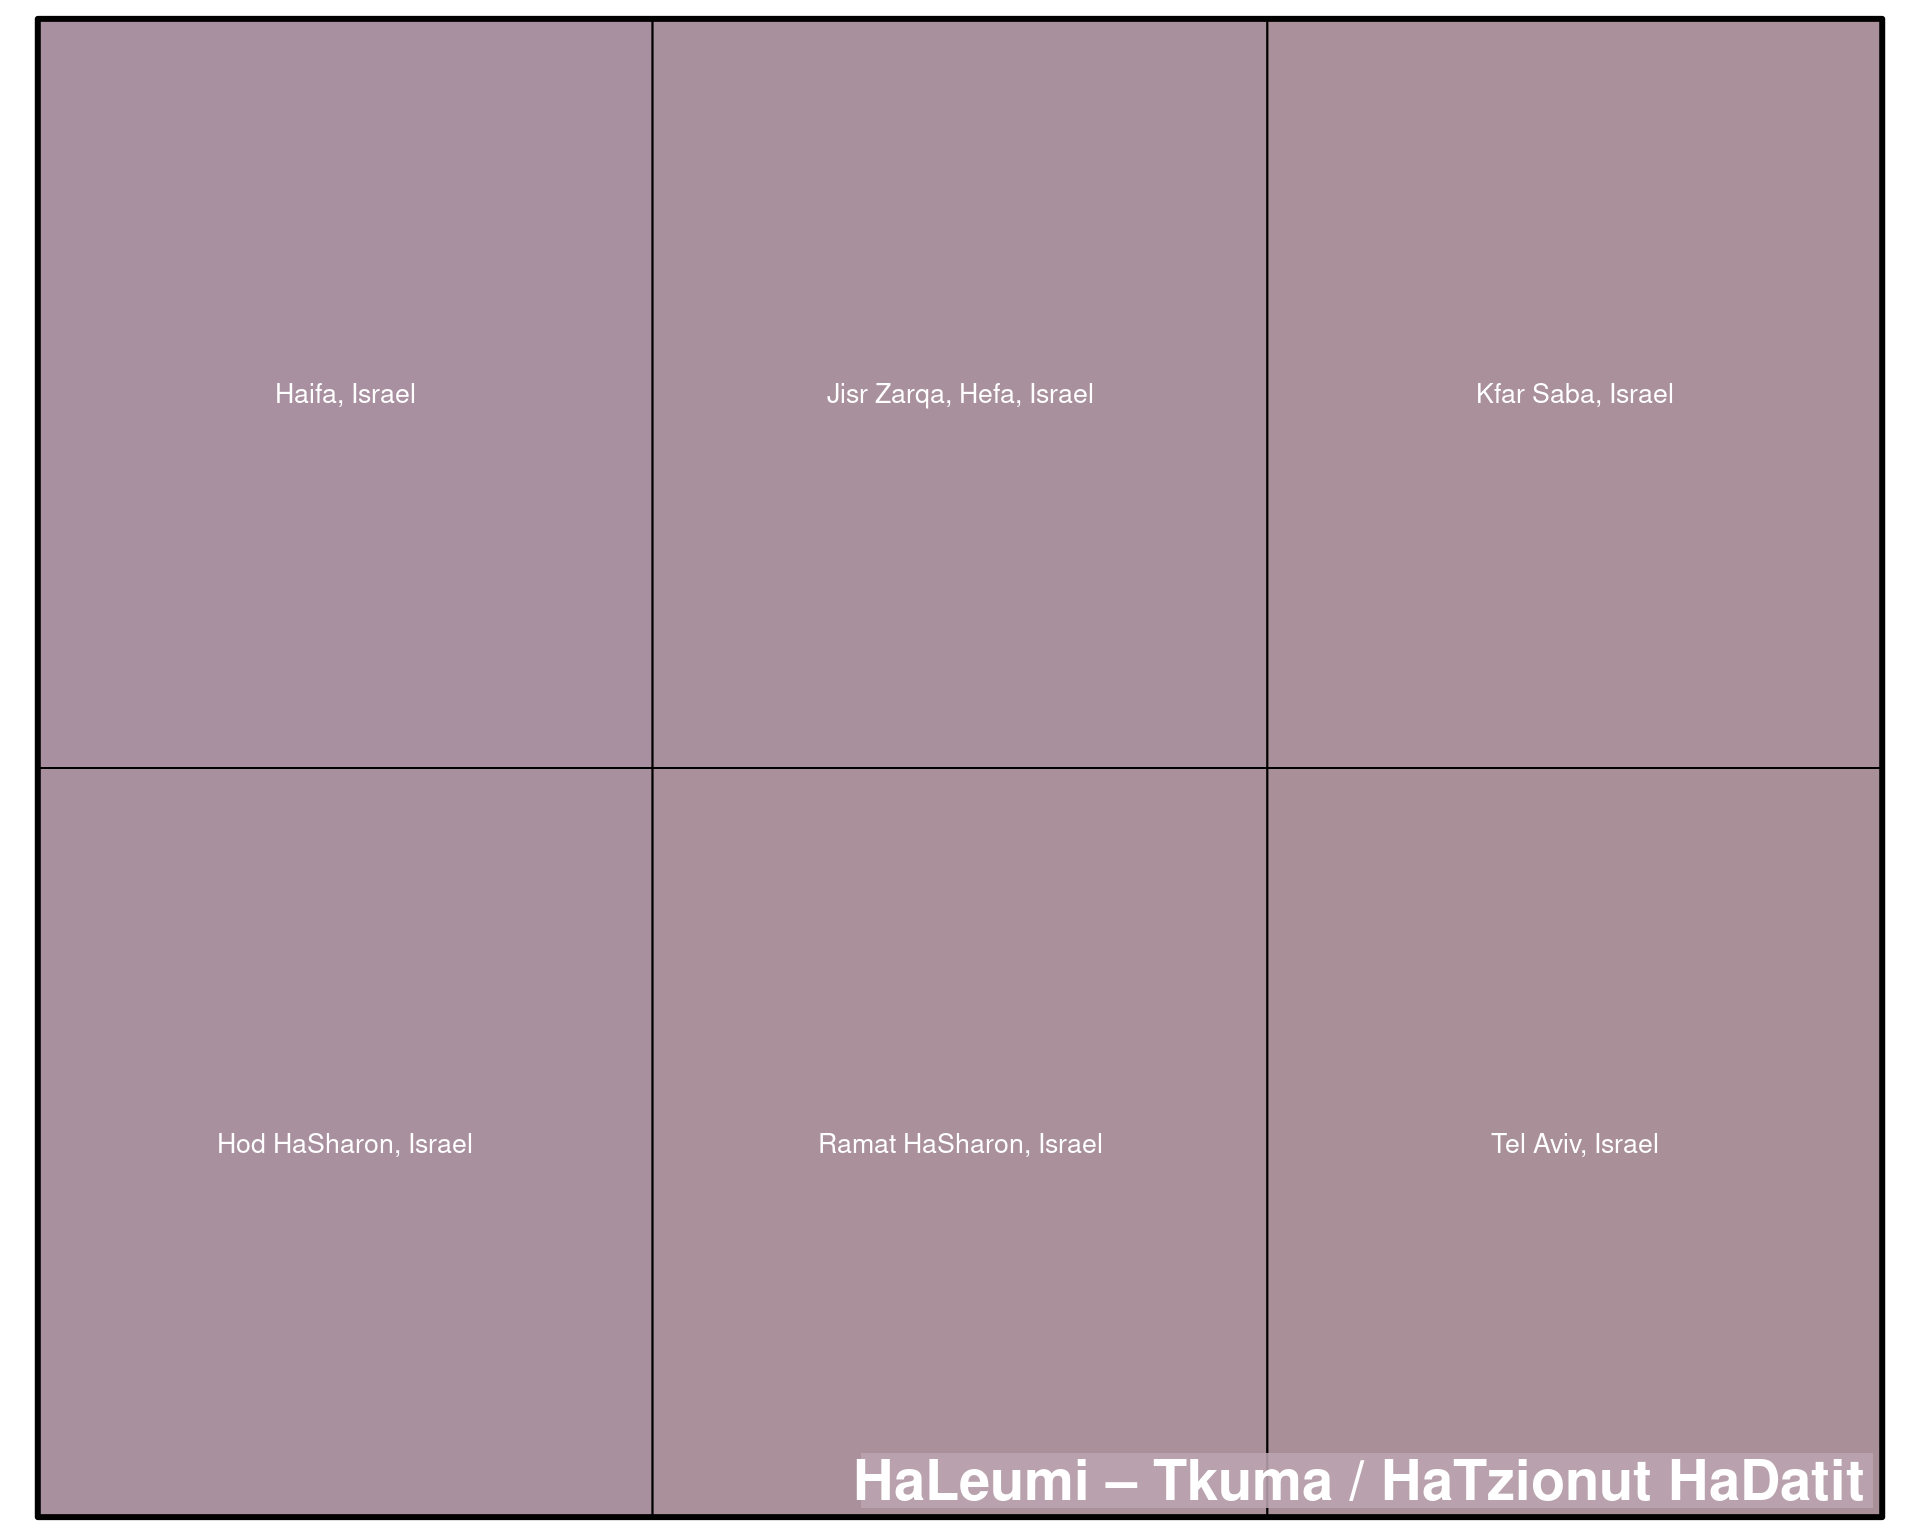 Haifa, Israel
Jisr Zarqa, Hefa, Israel
Kfar Saba, Israel
Hod HaSharon, Israel
Ramat HaSharon, Israel
Tel Aviv, Israel
HaLeumi – Tkuma / HaTzionut HaDatit